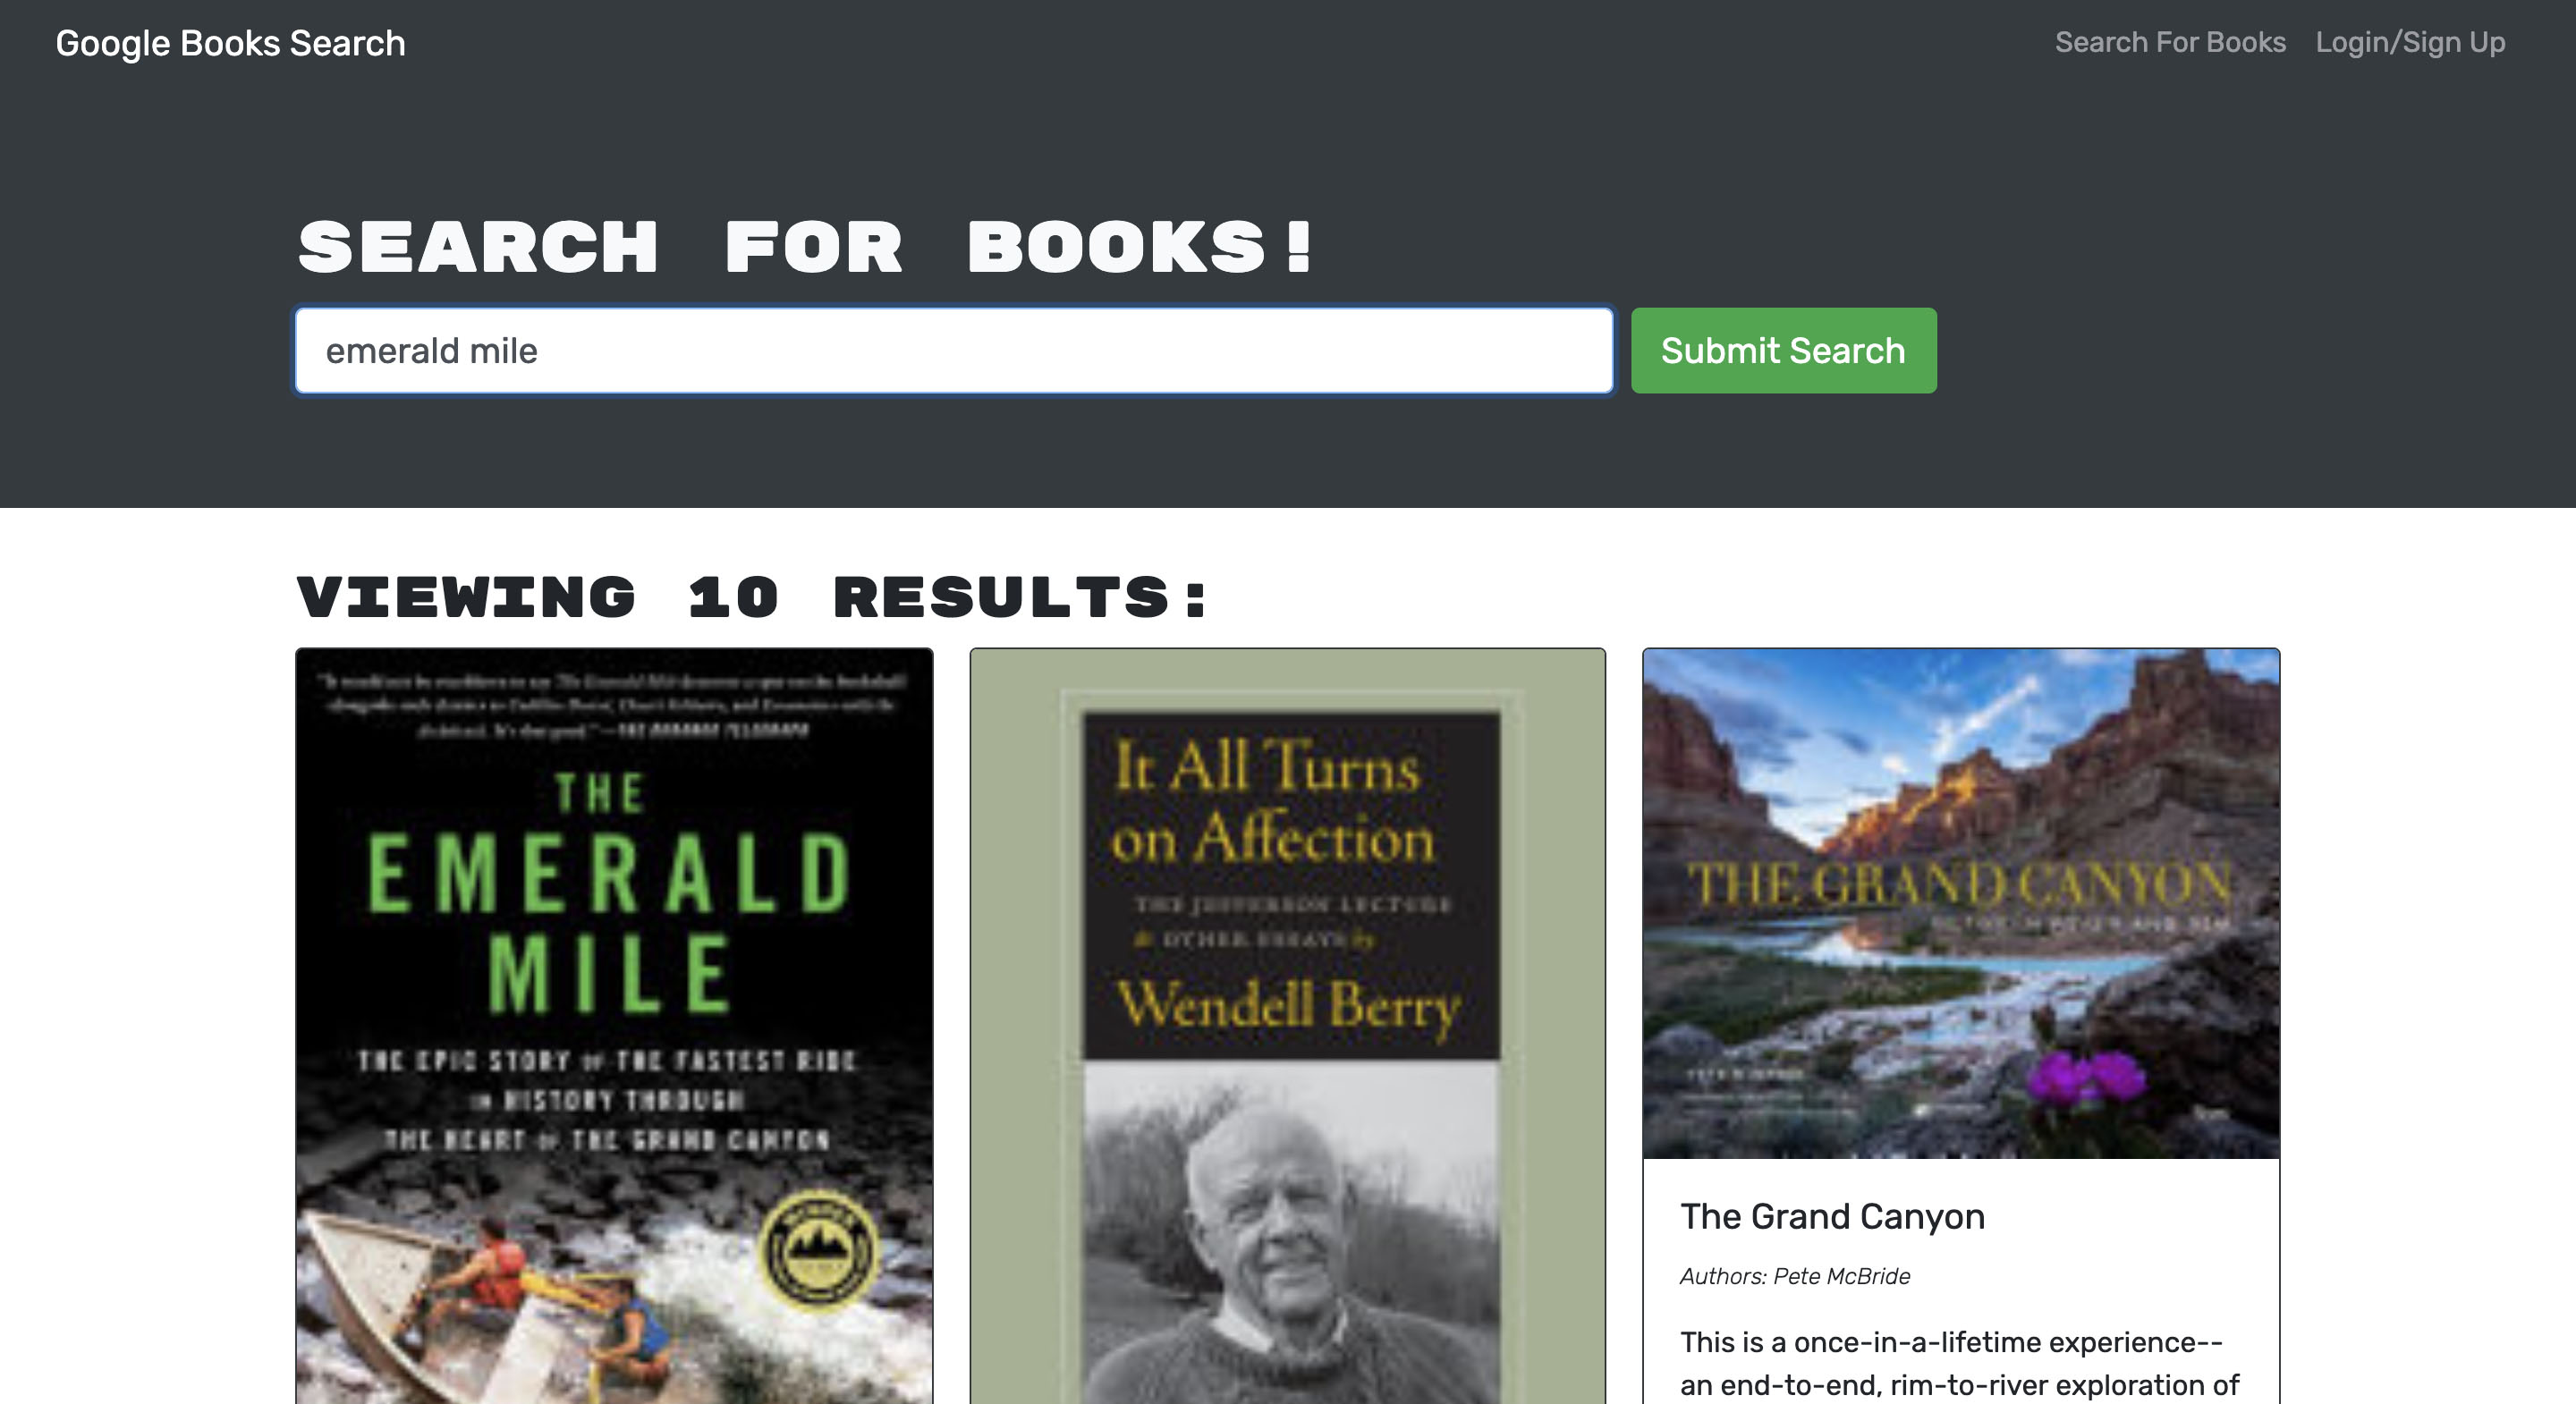 Google Books Search
Search For Books
Login/Sign Up
SEARCH FOR BOOKS!
emerald mile
Submit Search
VIEWING 10 RESULTS:
THE
EMERALD
MILE
THE EPIC STORY OF THE FASTEST RIDE
IN HISTORY THROUGH
THE HEART OF THE GRAND CANYON
It All Turns
on Affection
THE JEFFERSON LECTURE
& OTHER ESSAYS by
Wendell Berry
THE GRAND CANYON
The Grand Canyon
Authors: Pete McBride
This is a once-in-a-lifetime experience--
an end-to-end, rim-to-river exploration of